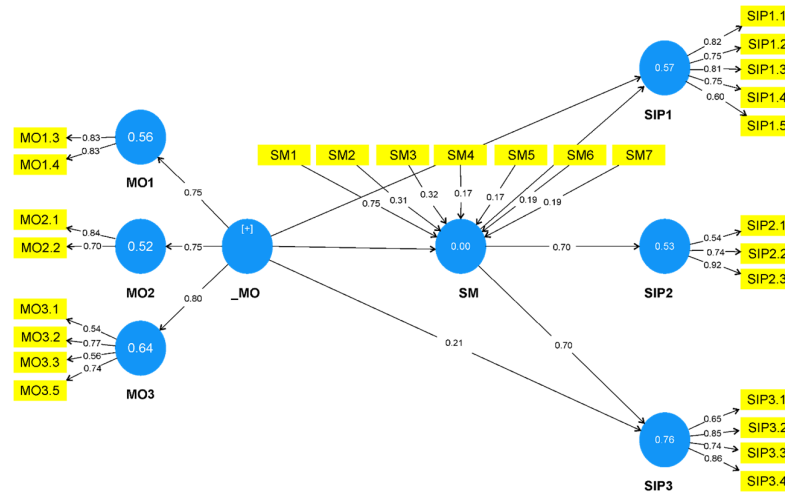 SIP1.1
0.82
SIP1.2
0.75
0.57
0.81
SIP1.3
0.75
SIP1.4
0.60
SIP1.5
SIP1
MO1.3
0.83
0.56
MO1.4
0.83
MO1
SM1
SM2
SM3
SM4
SM5
SM6
SM7
0.75
0.75
0.31
0.32
0.17
0.17
0.19
0.19
MO2.1
0.84
MO2.2
0.70
0.52
0.75
[+]
0.00
0.70
0.53
SIP2.1
0.54
SIP2.2
0.74
SIP2.3
0.92
MO2
_MO
SM
SIP2
0.80
MO3.1
0.54
MO3.2
0.77
0.64
MO3.3
0.56
MO3.5
0.74
MO3
0.21
0.70
SIP3.1
0.65
SIP3.2
0.85
0.76
SIP3.3
0.74
SIP3.4
0.86
SIP3